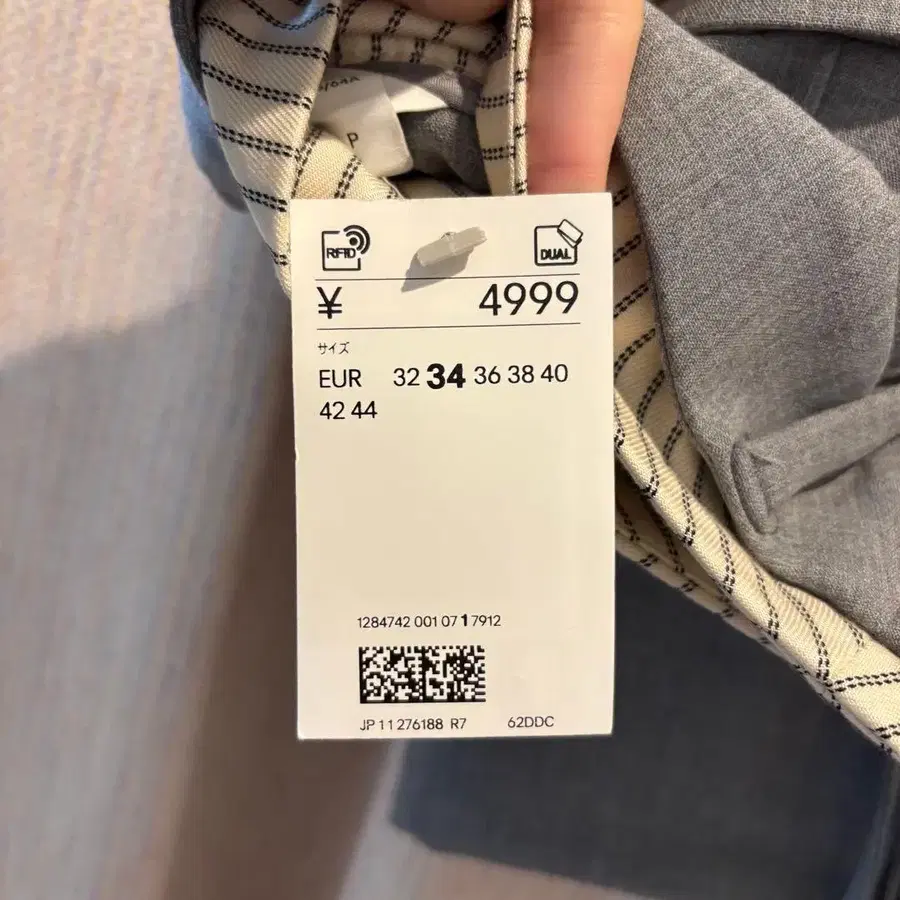 P
RFID
DUAL
¥ 4999
サイズ
EUR 32 34 36 38 40
42 44
1284742 001 07 1 7912
JP 11 276188 R7 62DDC